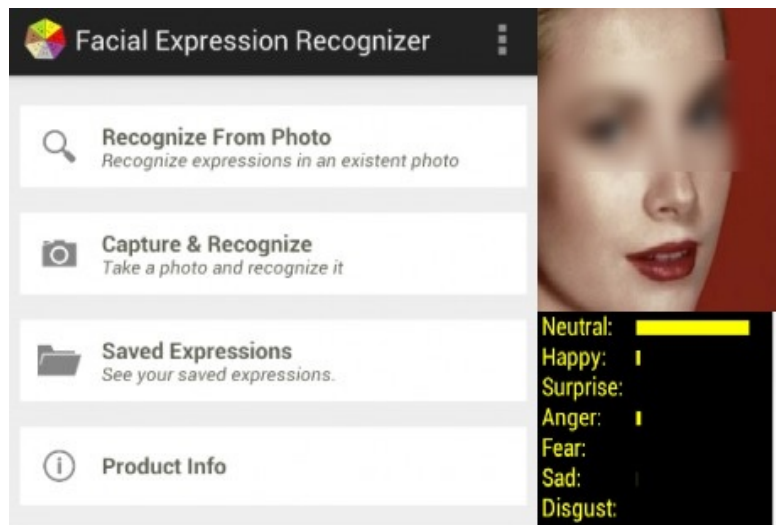 Facial Expression Recognizer
Recognize From Photo
Recognize expressions in an existent photo
Capture & Recognize
Take a photo and recognize it
Saved Expressions
See your saved expressions.
Product Info
Neutral:
Happy:
Surprise:
Anger:
Fear:
Sad:
Disgust: